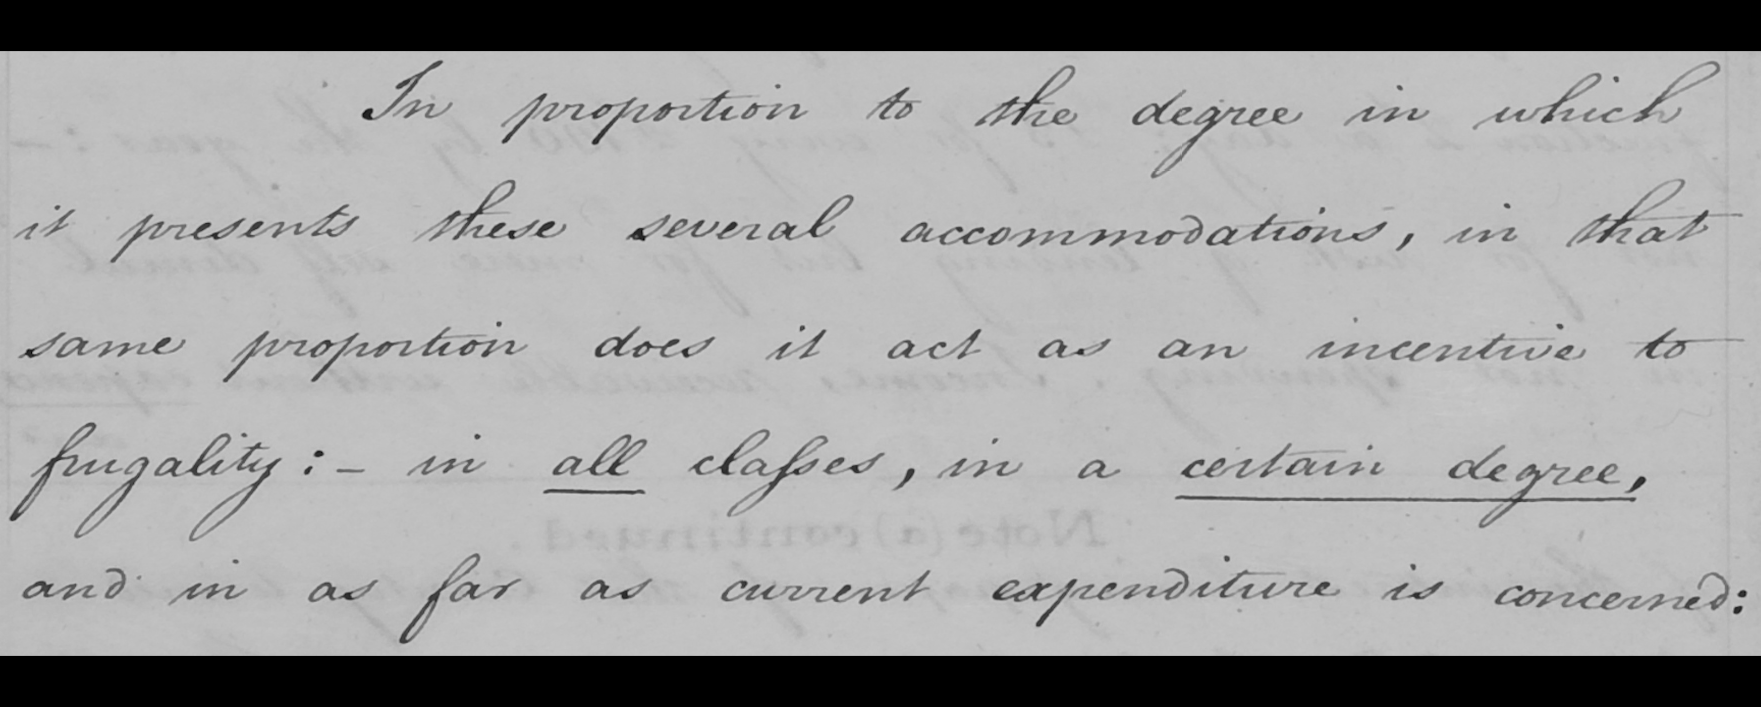 In proportion to the degree in which
it presents these several accommodations, in that
same proportion does it act as an incentive to
frugality :– in all claſses, in a certain degree,
and in as far as current expenditure is concerned: